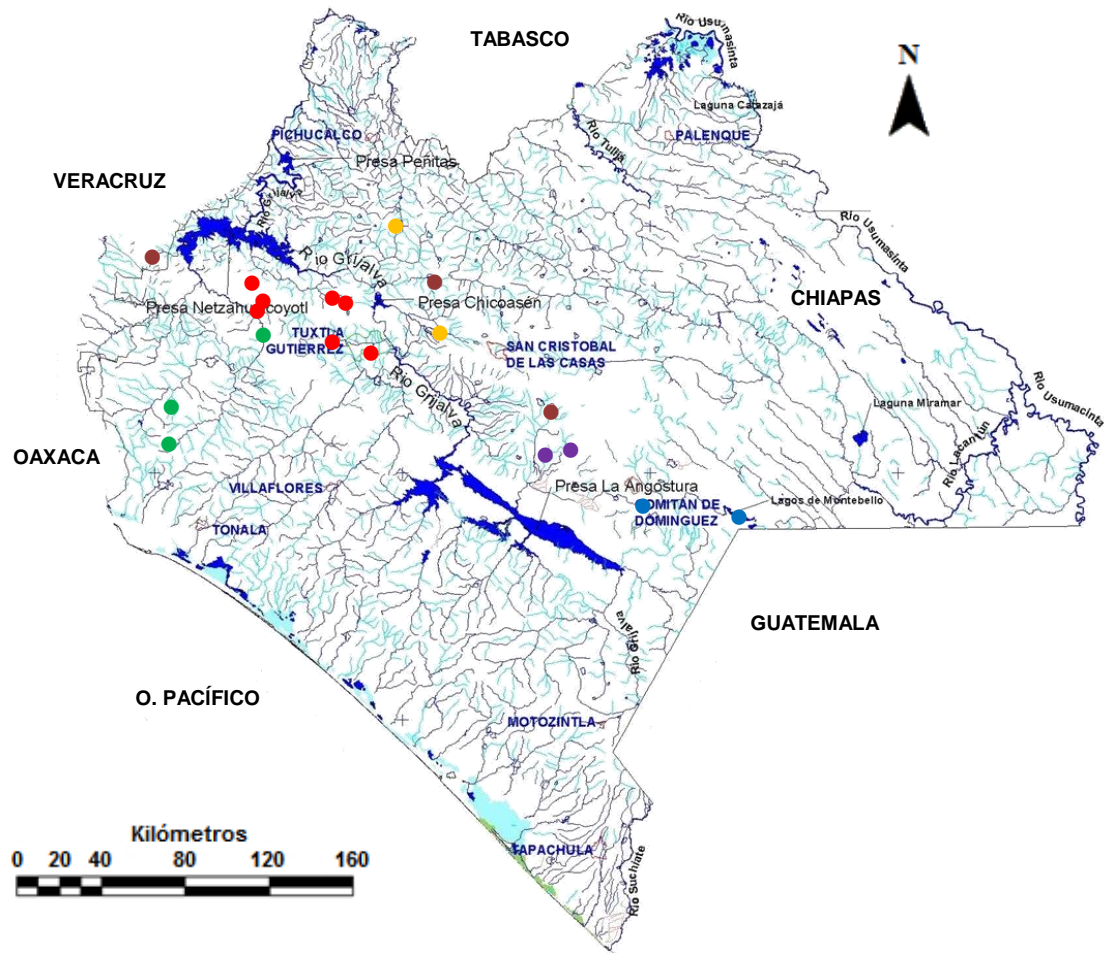 Río Usumasinta
TABASCO
N
Laguna Catazajá
PICHUCALCO
Río Tulijá
PALENQUE
Presa Peñitas
VERACRUZ
Río Grijalva
Río Usumasinta
Río Grijalva
CHIAPAS
Presa Netzahualcoyotl
Presa Chicoasén
TUXTLA
GUTIERREZ
SAN CRISTOBAL
DE LAS CASAS
Río Grijalva
Laguna Miramar
Río Usumacinta
OAXACA
Río Lacantún
VILLAFLORES
Presa La Angostura
Lagos de Montebello
COMITÁN DE
DOMINGUEZ
TONALA
GUATEMALA
Río Grijalva
O. PACÍFICO
MOTOZINTLA
Kilómetros
0 20 40 80 120 160
TAPACHULA
Río Suchiate